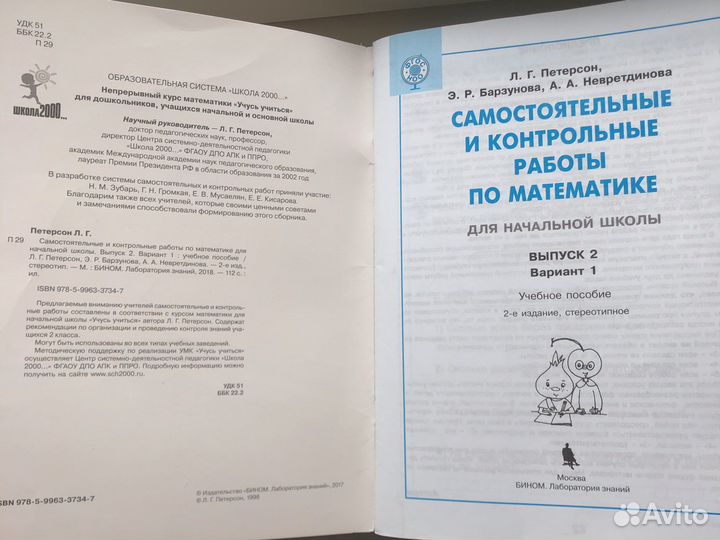 УДК 51
ББК 22.2
П 29
ОБРАЗОВАТЕЛЬНАЯ СИСТЕМА «ШКОЛА 2000...»
Непрерывный курс математики «Учусь учиться»
для дошкольников, учащихся начальной и основной школы
школа2000...
Научный руководитель – Л. Г. Петерсон,
доктор педагогических наук, профессор,
директор Центра системно-деятельностной педагогики
«Школа 2000...» ФГАОУ ДПО АПК и ППРО,
академик Международной академии наук педагогического образования,
лауреат Премии Президента РФ в области образования за 2002 год
В разработке системы самостоятельных и контрольных работ приняли участие:
Н. М. Зубарь, Г. Н. Громкая, Е. В. Мусавлян, Е. Е. Кисарова.
Благодарим также всех учителей, которые своими ценными советами
и замечаниями способствовали формированию этого сборника.
Петерсон Л. Г.
П 29
Самостоятельные и контрольные работы по математике для
начальной школы. Выпуск 2. Вариант 1 : учебное пособие /
Л. Г. Петерсон, Э. Р. Барзунова, А. А. Невретдинова. — 2-е изд.,
стереотип. — М. : БИНОМ. Лаборатория знаний, 2018. — 112 с. :
ил.
ISBN 978-5-9963-3734-7
Предлагаемые вниманию учителей самостоятельные и контроль-
ные работы составлены в соответствии с курсом математики для
начальной школы «Учусь учиться» автора Л. Г. Петерсон. Содержат
рекомендации по организации и проведению контроля знаний уча-
щихся 2 класса.
Могут быть использованы во всех типах учебных заведений.
Методическую поддержку по реализации УМК «Учусь учиться»
осуществляет Центр системно-деятельностной педагогики «Школа
2000...» ФГАОУ ДПО АПК и ППРО. Подробную информацию можно
получить на сайте www.sch2000.ru.
УДК 51
ББК 22.2
ISBN 978-5-9963-3734-7
© Издательство «БИНОМ. Лаборатория знаний», 2017
© Л. Г. Петерсон, 1998
ФГОС
НОО
Л. Г. Петерсон,
Э. Р. Барзунова, А. А. Невретдинова
САМОСТОЯТЕЛЬНЫЕ
И КОНТРОЛЬНЫЕ
РАБОТЫ
ПО МАТЕМАТИКЕ
ДЛЯ НАЧАЛЬНОЙ ШКОЛЫ
ВЫПУСК 2
Вариант 1
Учебное пособие
2-е издание, стереотипное
Москва
БИНОМ. Лаборатория знаний
Avito